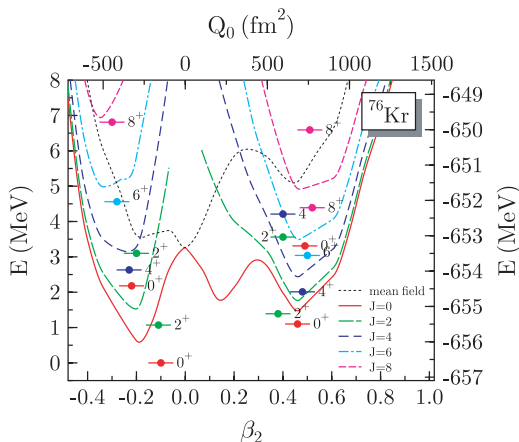 Q₀ (fm²)
-500 0 500 1000 1500
8 7 6 5 4 3 2 1 0
E (MeV)
-649 -650 -651 -652 -653 -654 -655 -656 -657
E (MeV)
⁷⁶Kr
8⁺
8⁺
6⁺
8⁺
4
2
2⁺
0⁺
6⁺
4⁺
0⁺
4⁺
2⁺
2⁺
0⁺
0⁺
mean field
J=0
J=2
J=4
J=6
J=8
-0.4 -0.2 0.0 0.2 0.4 0.6 0.8 1.0
β₂